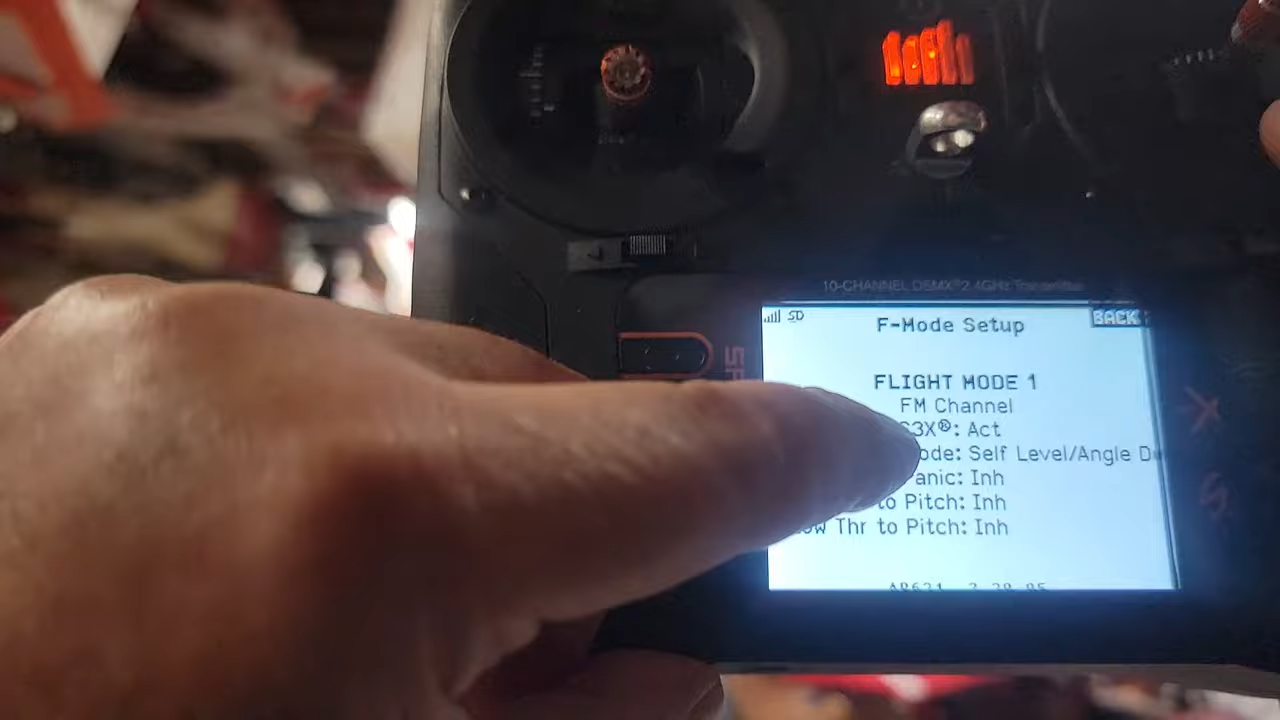 10-CHANNEL DSMX® 2.4GHz Transmitter
SD
F-Mode Setup
BACK
FLIGHT MODE 1
FM Channel
S3X®: Act
ode: Self Level/Angle D
anic: Inh
to Pitch: Inh
ow Thr to Pitch: Inh